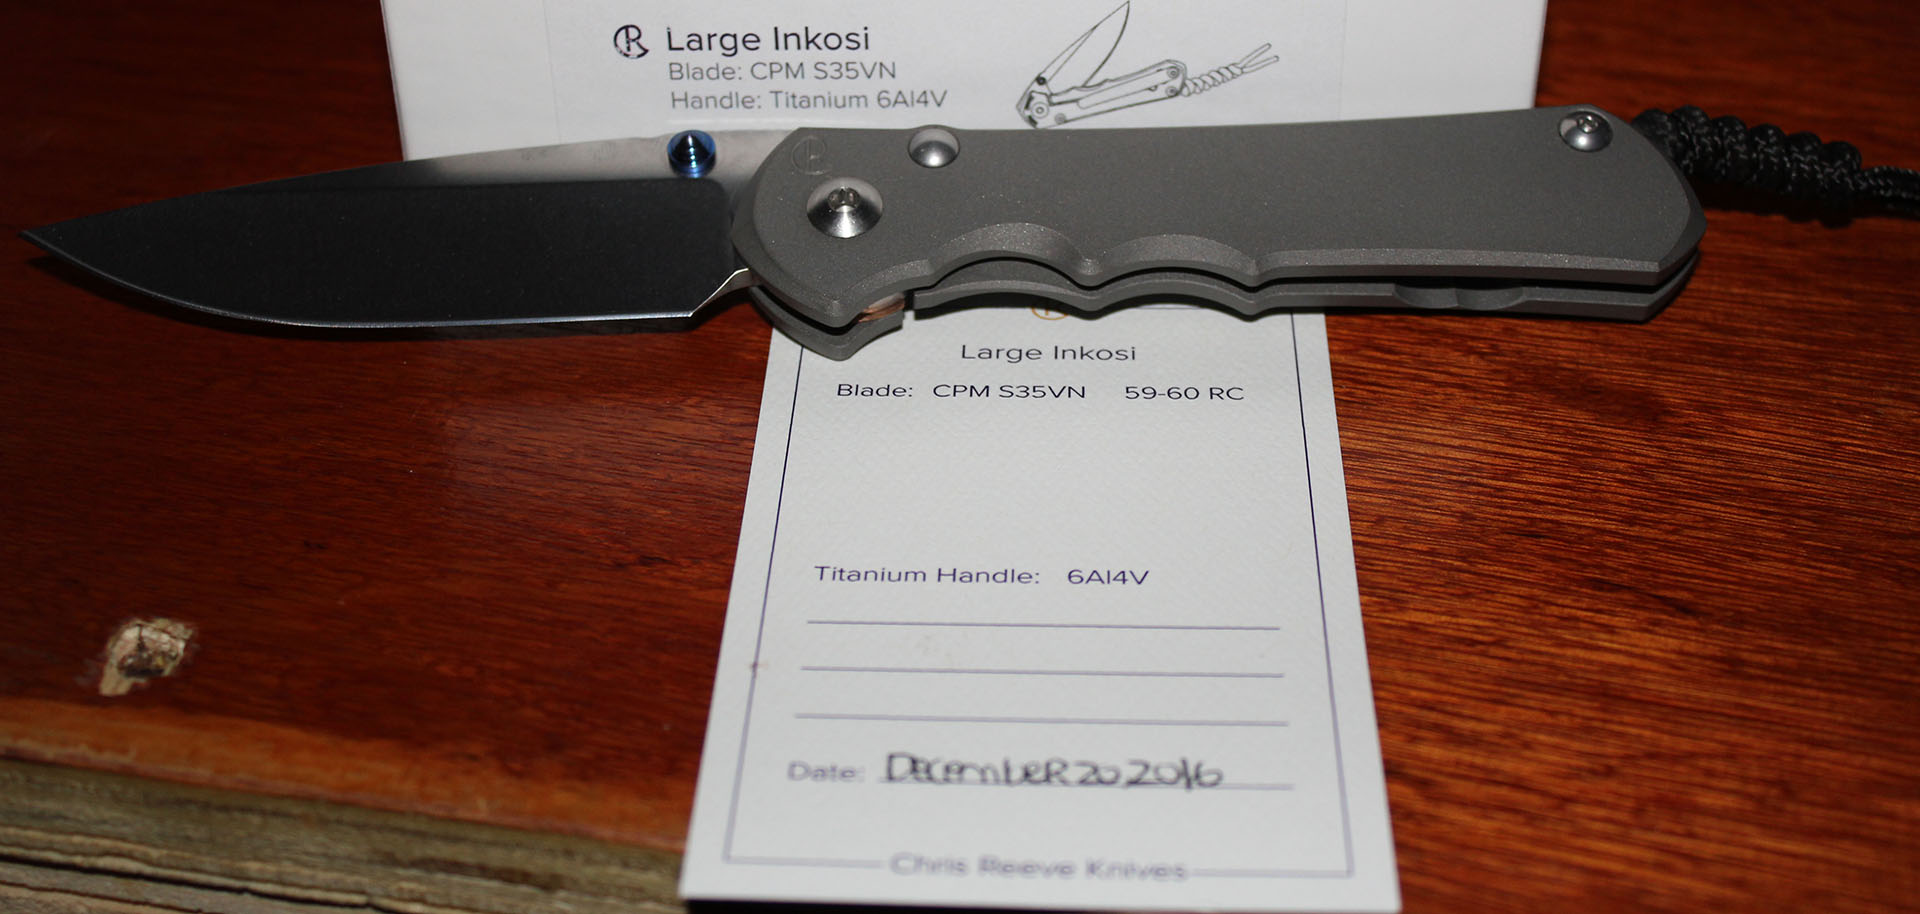 Large Inkosi
Blade: CPM S35VN
Handle: Titanium 6Al4V
Large Inkosi
Blade: CPM S35VN 59-60 RC
Titanium Handle: 6Al4V
Date: December 20 2016
Chris Reeve Knives